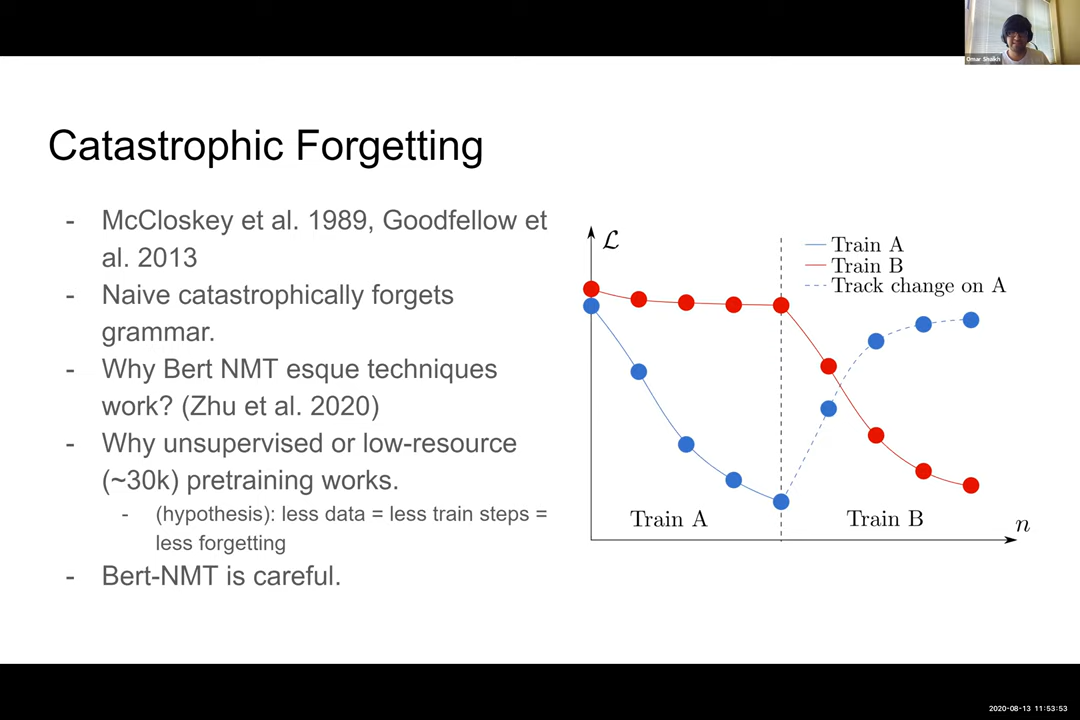 Omar Shaikh
Catastrophic Forgetting
- McCloskey et al. 1989, Goodfellow et
al. 2013
- Naive catastrophically forgets
grammar.
- Why Bert NMT esque techniques
work? (Zhu et al. 2020)
- Why unsupervised or low-resource
(~30k) pretraining works.
- (hypothesis): less data = less train steps =
less forgetting
- Bert-NMT is careful.
ℒ
Train A
Train B
Track change on A
Train A
Train B
n
2020-08-13 11:53:53